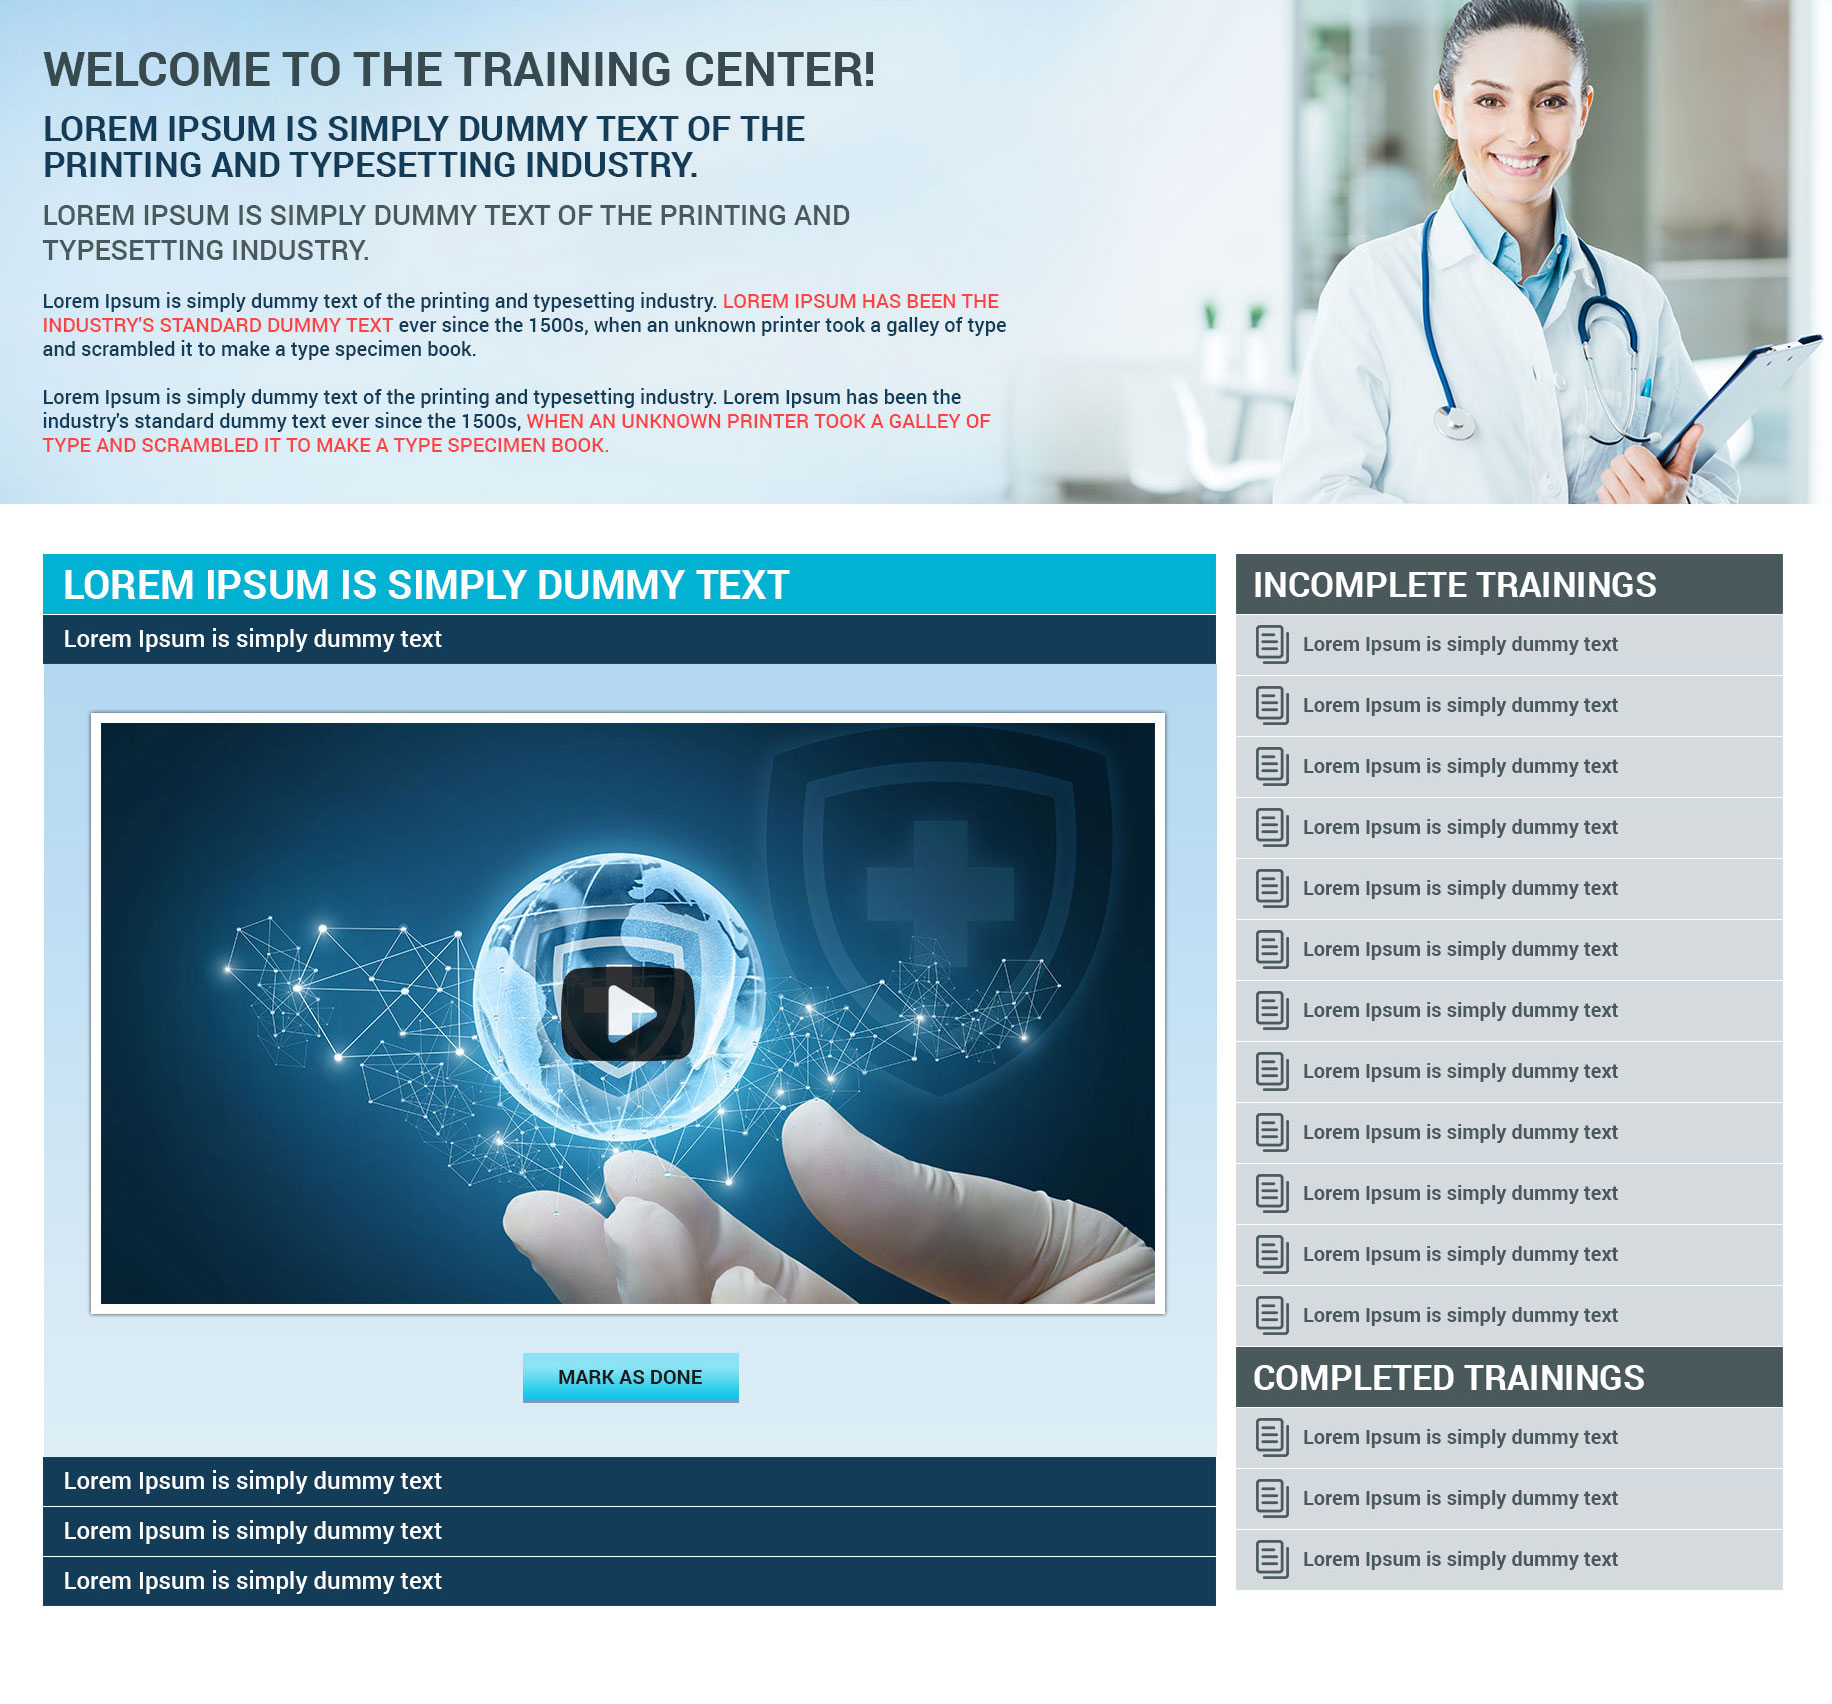 WELCOME TO THE TRAINING CENTER!
LOREM IPSUM IS SIMPLY DUMMY TEXT OF THE
PRINTING AND TYPESETTING INDUSTRY.
LOREM IPSUM IS SIMPLY DUMMY TEXT OF THE PRINTING AND
TYPESETTING INDUSTRY.
Lorem Ipsum is simply dummy text of the printing and typesetting industry. LOREM IPSUM HAS BEEN THE
INDUSTRY'S STANDARD DUMMY TEXT ever since the 1500s, when an unknown printer took a galley of type
and scrambled it to make a type specimen book.
Lorem Ipsum is simply dummy text of the printing and typesetting industry. Lorem Ipsum has been the
industry's standard dummy text ever since the 1500s, WHEN AN UNKNOWN PRINTER TOOK A GALLEY OF
TYPE AND SCRAMBLED IT TO MAKE A TYPE SPECIMEN BOOK.
LOREM IPSUM IS SIMPLY DUMMY TEXT
Lorem Ipsum is simply dummy text
MARK AS DONE
Lorem Ipsum is simply dummy text
Lorem Ipsum is simply dummy text
Lorem Ipsum is simply dummy text
INCOMPLETE TRAININGS
Lorem Ipsum is simply dummy text
Lorem Ipsum is simply dummy text
Lorem Ipsum is simply dummy text
Lorem Ipsum is simply dummy text
Lorem Ipsum is simply dummy text
Lorem Ipsum is simply dummy text
Lorem Ipsum is simply dummy text
Lorem Ipsum is simply dummy text
Lorem Ipsum is simply dummy text
Lorem Ipsum is simply dummy text
Lorem Ipsum is simply dummy text
Lorem Ipsum is simply dummy text
COMPLETED TRAININGS
Lorem Ipsum is simply dummy text
Lorem Ipsum is simply dummy text
Lorem Ipsum is simply dummy text